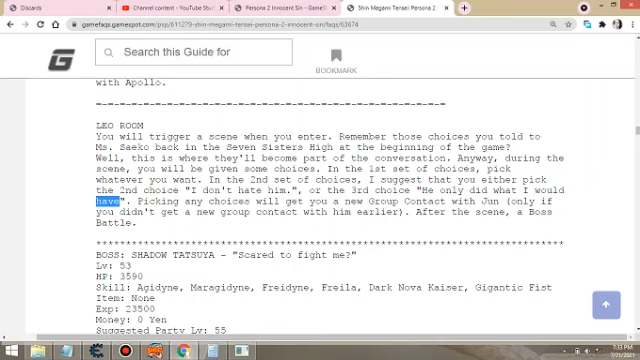 Discards
Channel content - YouTube Stu
Persona 2 Innocent Sin - GameF
Shin Megami Tensei Persona 2
gamefaqs.gamespot.com/psp/611279-shin-megami-tensei-persona-2-innocent-sin/faqs/63674
Search this Guide for
BOOKMARK
with Apollo.
-=-=-=-=-=-=-=-=-=-=-=-=-=-=-=-=-=-=-=-=-=-=-=-=-=-
LEO ROOM
You will trigger a scene when you enter. Remember those choices you told to
Ms. Saeko back in the Seven Sisters High at the beginning of the game?
Well, this is where they'll become part of the conversation. Anyway, during the
scene, you will be given some choices. In the 1st set of choices, pick
whatever you want. In the 2nd set of choices, I suggest that you either pick
the 2nd choice "I don't hate him.", or the 3rd choice "He only did what I would
have". Picking any choices will get you a new Group Contact with Jun (only if
you didn't get a new group contact with him earlier). After the scene, a Boss
Battle.
*******************************************************************************
BOSS: SHADOW TATSUYA - "Scared to fight me?"
Lv: 53
HP: 3590
Skill: Agidyne, Maragidyne, Freidyne, Freila, Dark Nova Kaiser, Gigantic Fist
Item: None
Exp: 23500
Money: 0 Yen
Suggested Party Lv: 55
7:33 PM
7/21/2021